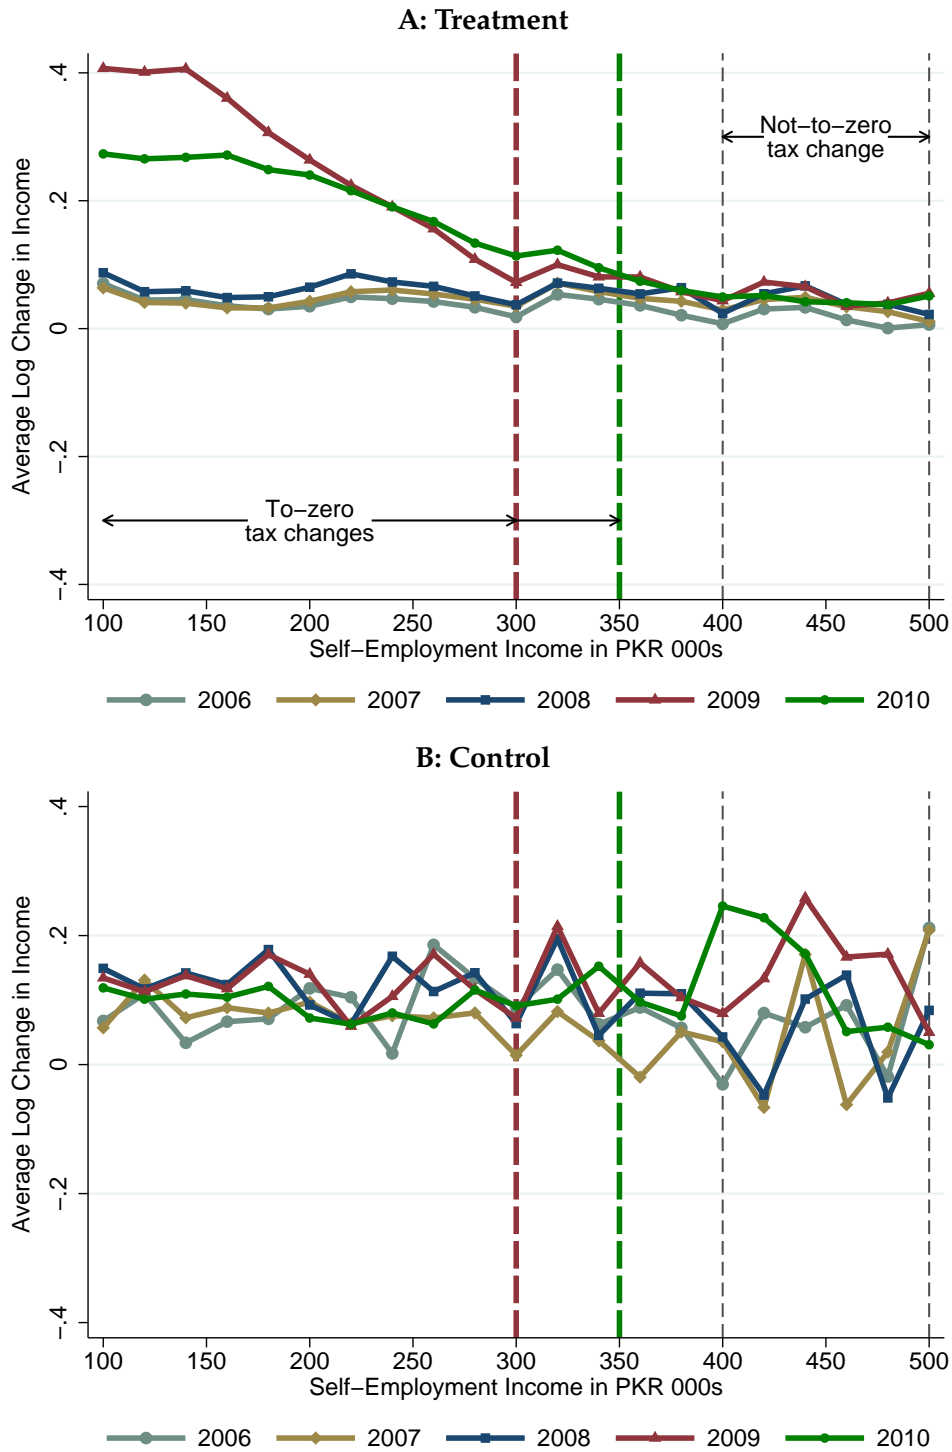 A: Treatment
Average Log Change in Income
.4
.2
0
-.2
-.4
Not-to-zero
tax change
To-zero
tax changes
100 150 200 250 300 350 400 450 500
Self-Employment Income in PKR 000s
2006 2007 2008 2009 2010
B: Control
Average Log Change in Income
.4
.2
0
-.2
-.4
100 150 200 250 300 350 400 450 500
Self-Employment Income in PKR 000s
2006 2007 2008 2009 2010